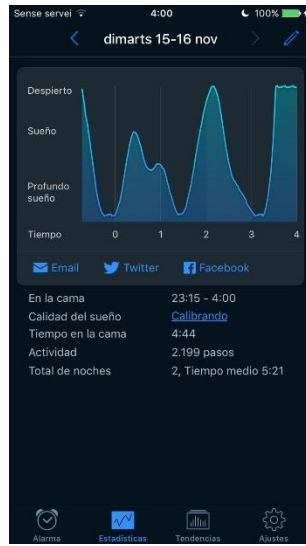 Sense servei 4:00 100%
dimarts 15-16 nov
Despierto
Sueño
Profundo
sueño
Tiempo 0 1 2 3 4
Email Twitter Facebook
En la cama 23:15 - 4:00
Calidad del sueño Calibrando
Tiempo en la cama 4:44
Actividad 2.199 pasos
Total de noches 2, Tiempo medio 5:21
Alarma Estadísticas Tendencias Ajustes